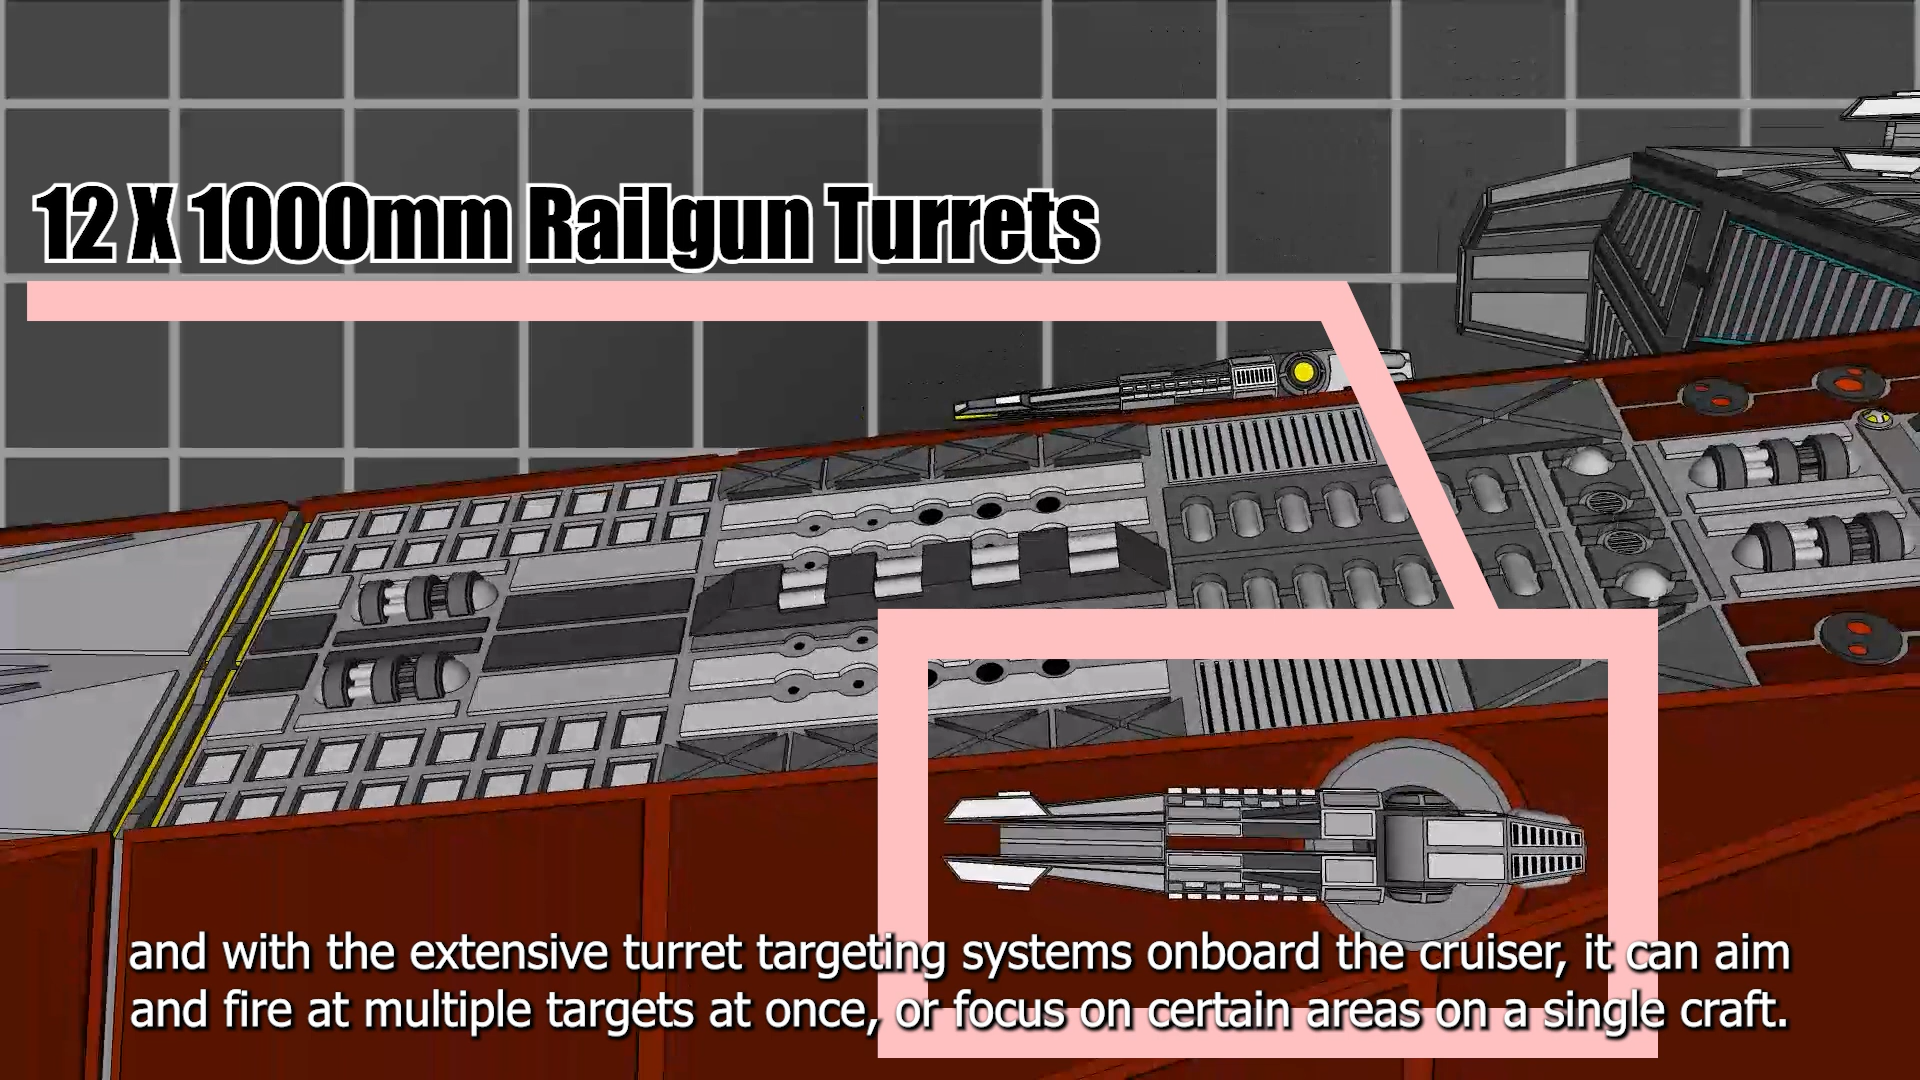 12 X 1000mm Railgun Turrets
and with the extensive turret targeting systems onboard the cruiser, it can aim
and fire at multiple targets at once, or focus on certain areas on a single craft.